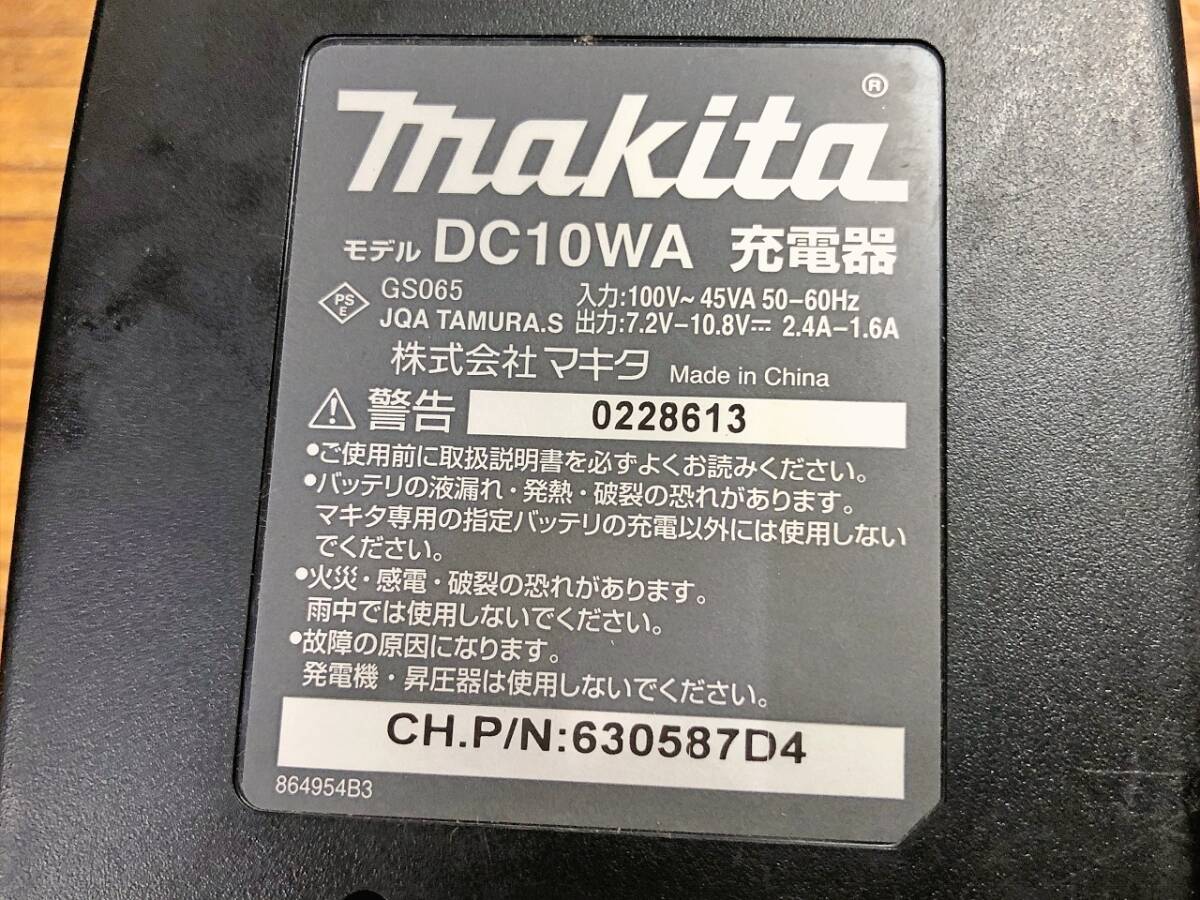 makita ®
モデル DC10WA 充電器
PS E GS065 入力:100V~ 45VA 50-60Hz
JQA TAMURA.S 出力:7.2V-10.8V⎓ 2.4A-1.6A
株式会社 マキタ Made in China
⚠警告 0228613
•ご使用前に取扱説明書を必ずよくお読みください。
•バッテリの液漏れ・発熱・破裂の恐れがあります。
マキタ専用の指定バッテリの充電以外には使用しない
でください。
•火災・感電・破裂の恐れがあります。
雨中では使用しないでください。
•故障の原因になります。
発電機・昇圧器は使用しないでください。
CH.P/N:630587D4
864954B3